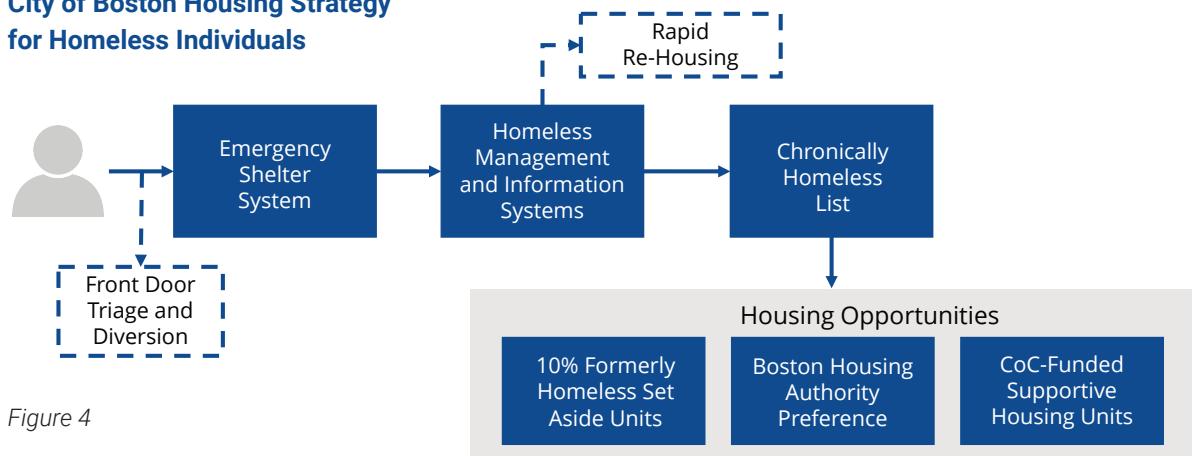 City of Boston Housing Strategy
for Homeless Individuals
Rapid
Re-Housing
Emergency
Shelter
System
Homeless
Management
and Information
Systems
Chronically
Homeless
List
Front Door
Triage and
Diversion
Housing Opportunities
10% Formerly
Homeless Set
Aside Units
Boston Housing
Authority
Preference
CoC-Funded
Supportive
Housing Units
Figure 4